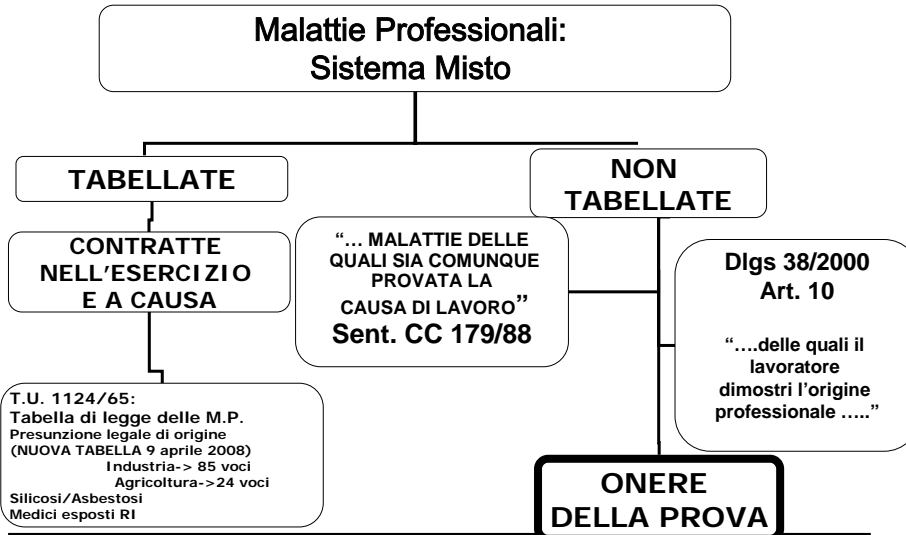 Malattie Professionali:
Sistema Misto
TABELLATE
NON
TABELLATE
CONTRATTE
NELL'ESERCIZIO
E A CAUSA
“... MALATTIE DELLE
QUALI SIA COMUNQUE
PROVATA LA
CAUSA DI LAVORO”
Sent. CC 179/88
Dlgs 38/2000
Art. 10
“....delle quali il
lavoratore
dimostri l'origine
professionale .....”
T.U. 1124/65:
Tabella di legge delle M.P.
Presunzione legale di origine
(NUOVA TABELLA 9 aprile 2008)
Industria-> 85 voci
Agricoltura->24 voci
Silicosi/Asbestosi
Medici esposti RI
ONERE
DELLA PROVA